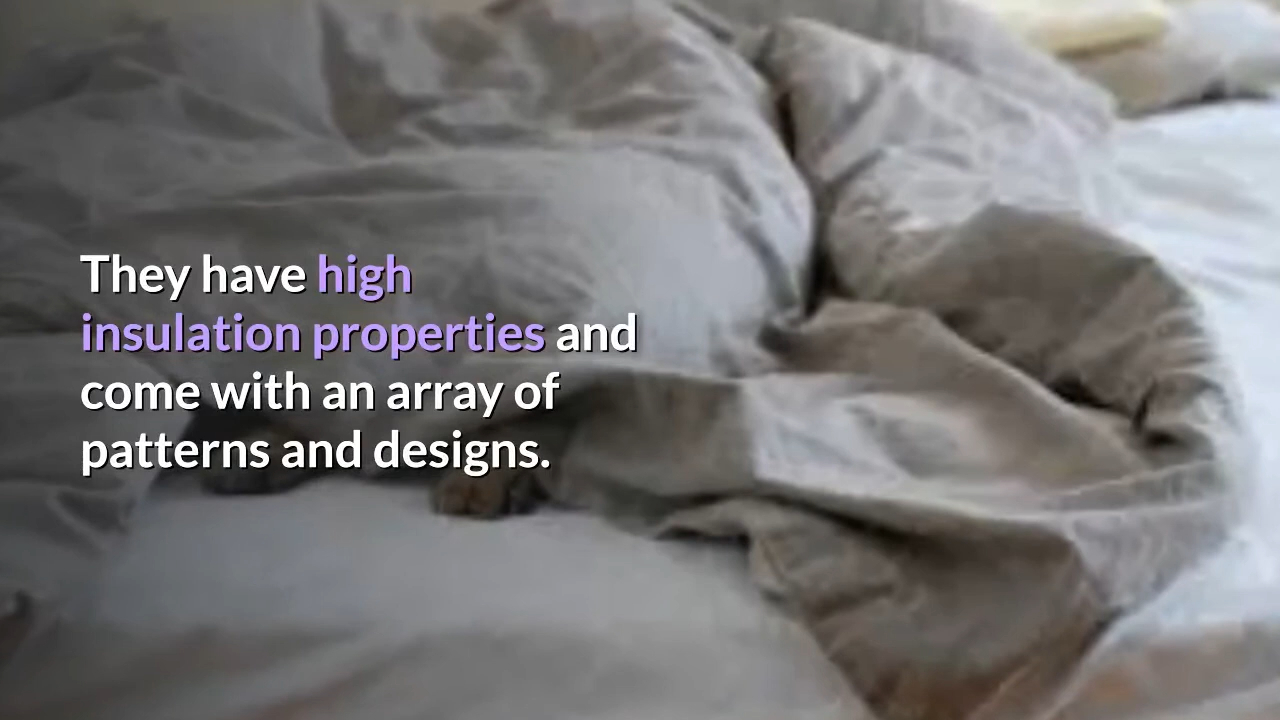 They have high
insulation properties and
come with an array of
patterns and designs.